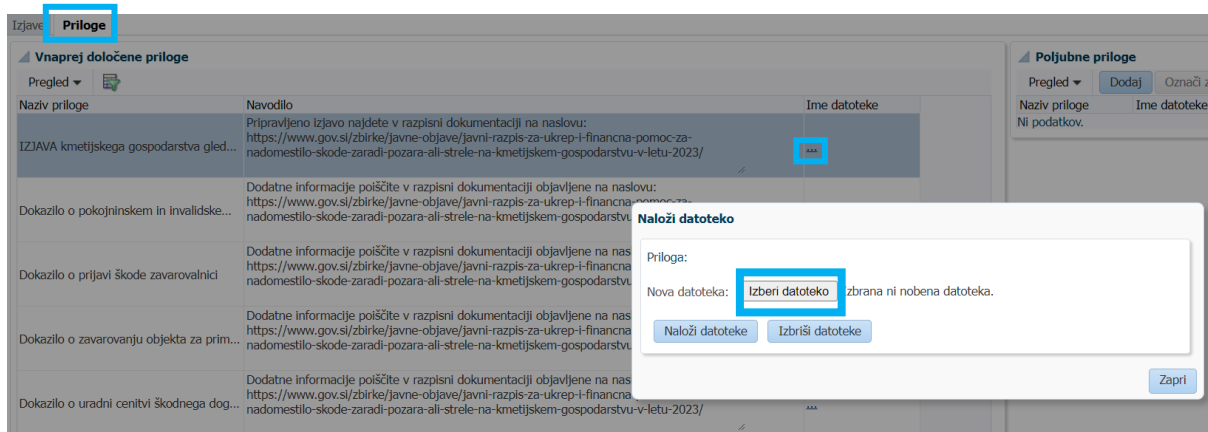 Izjave Priloge
Vnaprej določene priloge
Pregled
Naziv priloge Navodilo Ime datoteke
IZJAVA kmetijskega gospodarstva gled...
Pripravljeno izjavo najdete v razpisni dokumentaciji na naslovu:
https://www.gov.si/zbirke/javne-objave/javni-razpis-za-ukrep-i-financna-pomoc-za-
nadomestilo-skode-zaradi-pozara-ali-strele-na-kmetijskem-gospodarstvu-v-letu-2023/
...
Dokazilo o pokojninskem in invalidske...
Dodatne informacije poiščite v razpisni dokumentaciji objavljene na naslovu:
https://www.gov.si/zbirke/javne-objave/javni-razpis-za-ukrep-i-financna-pomoc-za-
nadomestilo-skode-zaradi-pozara-ali-strele-na-kmetijskem-gospodarstvu
Dokazilo o prijavi škode zavarovalnici
Dodatne informacije poiščite v razpisni dokumentaciji objavljene na nas
https://www.gov.si/zbirke/javne-objave/javni-razpis-za-ukrep-i-financna
nadomestilo-skode-zaradi-pozara-ali-strele-na-kmetijskem-gospodarstvu
Dokazilo o zavarovanju objekta za prim...
Dodatne informacije poiščite v razpisni dokumentaciji objavljene na nas
https://www.gov.si/zbirke/javne-objave/javni-razpis-za-ukrep-i-financna
nadomestilo-skode-zaradi-pozara-ali-strele-na-kmetijskem-gospodarstvu
Dokazilo o uradni cenitvi škodnega dog...
Dodatne informacije poiščite v razpisni dokumentaciji objavljene na nas
https://www.gov.si/zbirke/javne-objave/javni-razpis-za-ukrep-i-financna
nadomestilo-skode-zaradi-pozara-ali-strele-na-kmetijskem-gospodarstvu-v-letu-2023/
...
Poljubne priloge
Pregled Dodaj Označi z
Naziv priloge Ime datoteke
Ni podatkov.
Naloži datoteko
Priloga:
Nova datoteka: Izberi datoteko Izbrana ni nobena datoteka.
Naloži datoteke Izbriši datoteke
Zapri